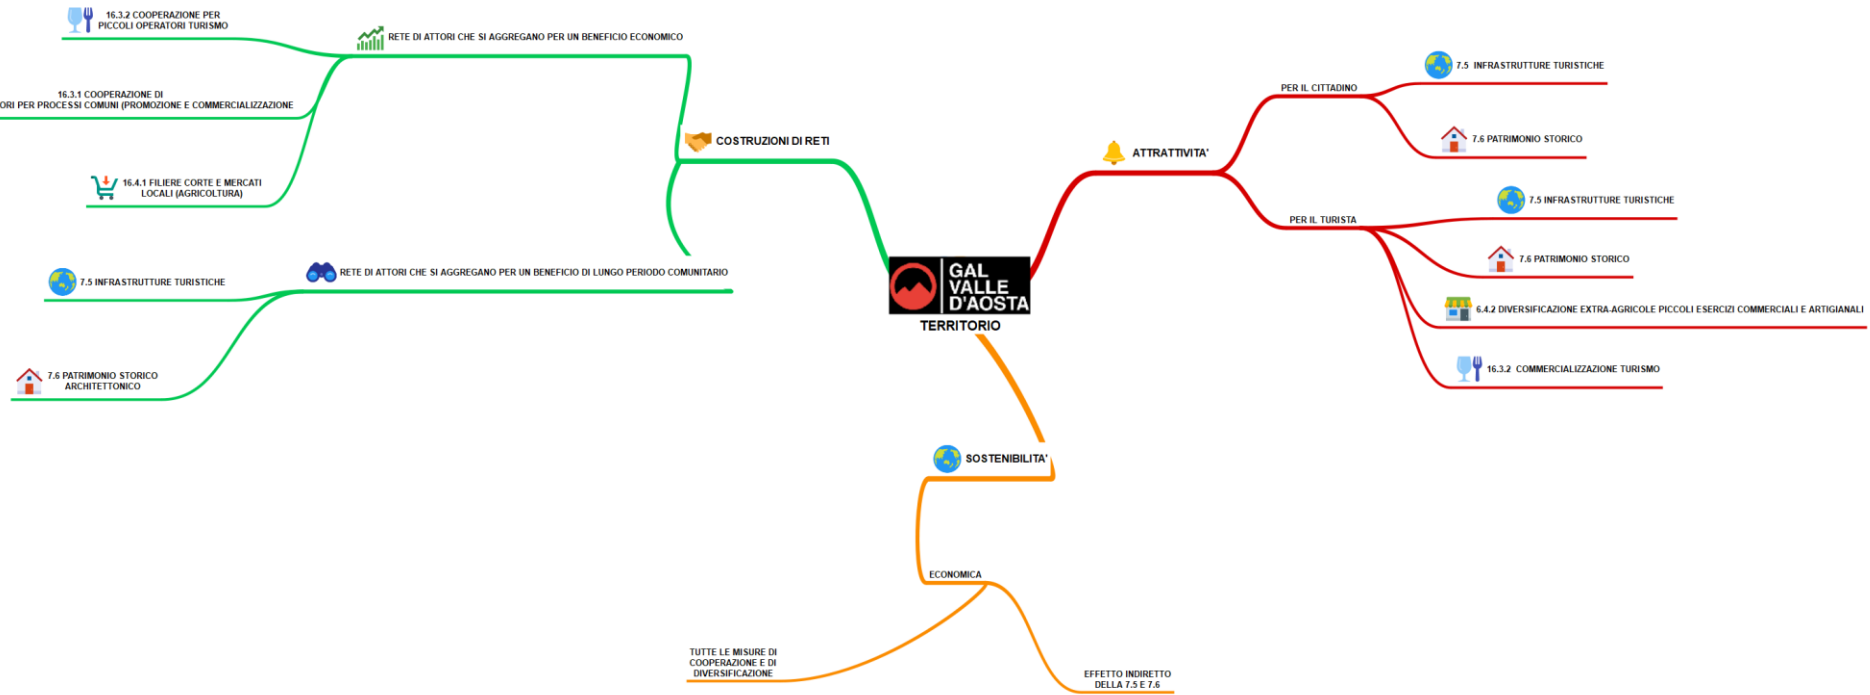 16.3.2 COOPERAZIONE PER
PICCOLI OPERATORI TURISMO
RETE DI ATTORI CHE SI AGGREGANO PER UN BENEFICIO ECONOMICO
16.3.1 COOPERAZIONE DI
PER PROCESSI COMUNI (PROMOZIONE E COMMERCIALIZZAZIONE
16.4.1 FILIERE CORTE E MERCATI
LOCALI (AGRICOLTURA)
COSTRUZIONI DI RETI
RETE DI ATTORI CHE SI AGGREGANO PER UN BENEFICIO DI LUNGO PERIODO COMUNITARIO
7.5 INFRASTRUTTURE TURISTICHE
7.6 PATRIMONIO STORICO
ARCHITETTONICO
GAL
VALLE
D'AOSTA
TERRITORIO
ATTRATTIVITA'
PER IL CITTADINO
7.5 INFRASTRUTTURE TURISTICHE
7.6 PATRIMONIO STORICO
PER IL TURISTA
7.5 INFRASTRUTTURE TURISTICHE
7.6 PATRIMONIO STORICO
6.4.2 DIVERSIFICAZIONE EXTRA-AGRICOLE PICCOLI ESERCIZI COMMERCIALI E ARTIGIANALI
16.3.2 COMMERCIALIZZAZIONE TURISMO
SOSTENIBILITA'
ECONOMICA
TUTTE LE MISURE DI
COOPERAZIONE E DI
DIVERSIFICAZIONE
EFFETTO INDIRETTO
DELLA 7.5 E 7.6